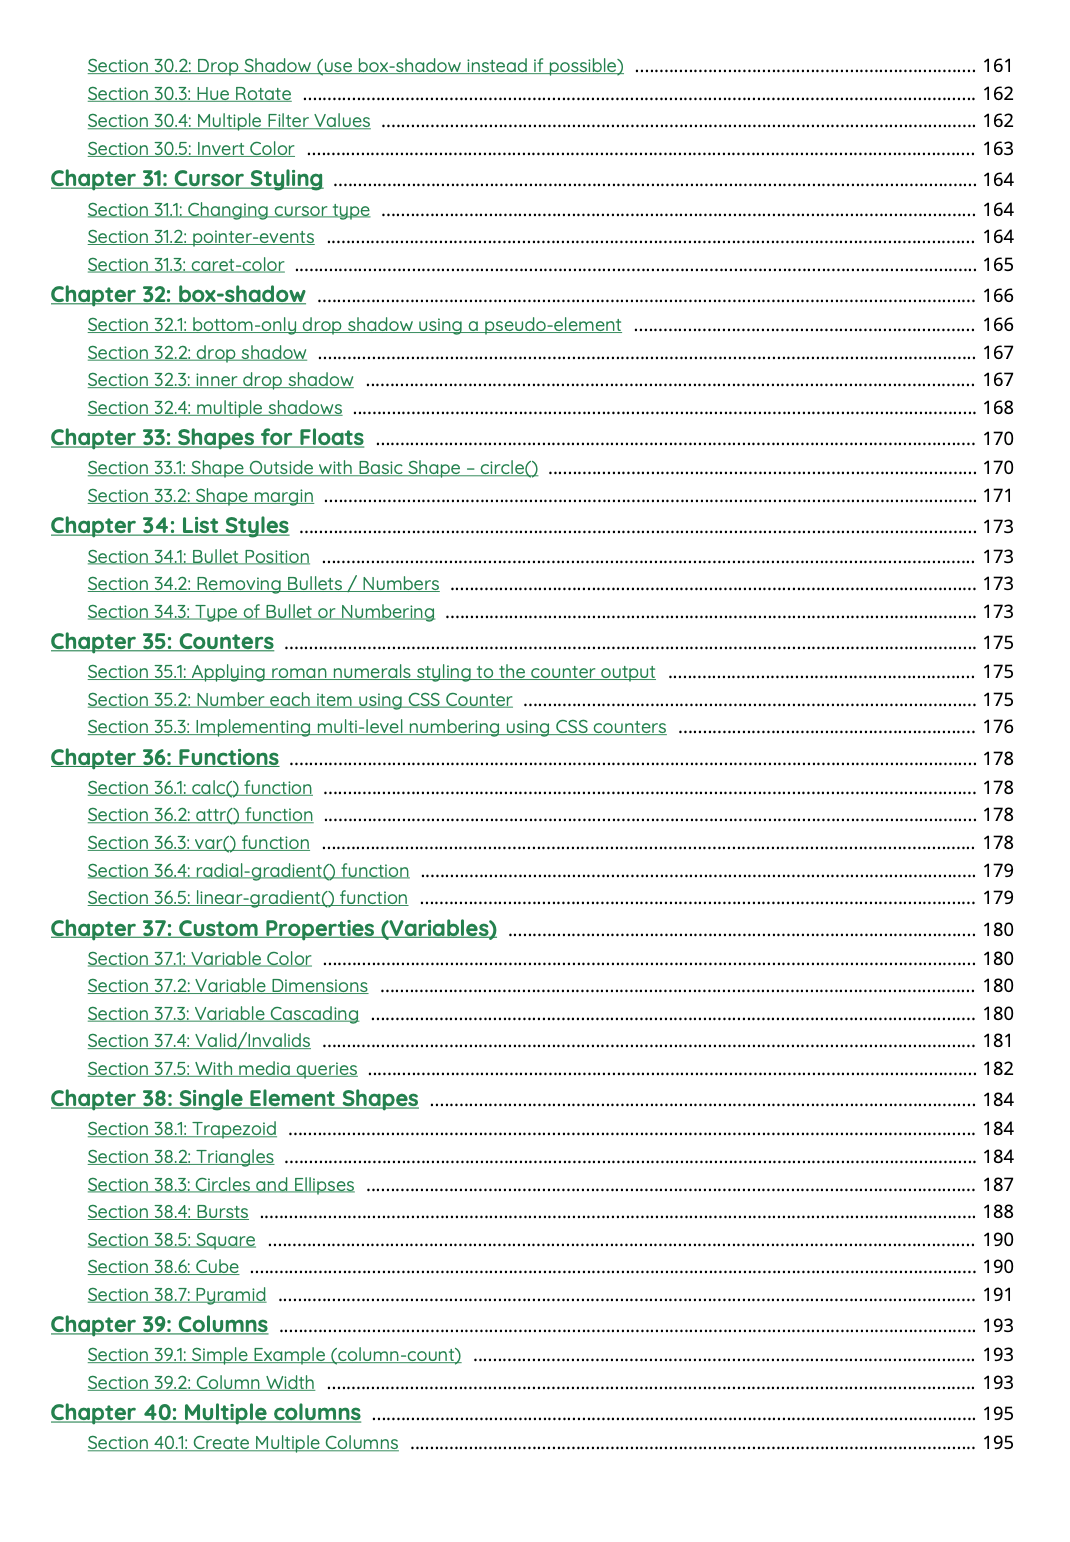 Section 30.2: Drop Shadow (use box-shadow instead if possible) ........................................................................ 161
Section 30.3: Hue Rotate ........................................................................ 162
Section 30.4: Multiple Filter Values ........................................................................ 162
Section 30.5: Invert Color ........................................................................ 163
Chapter 31: Cursor Styling ........................................................................ 164
Section 31.1: Changing cursor type ........................................................................ 164
Section 31.2: pointer-events ........................................................................ 164
Section 31.3: caret-color ........................................................................ 165
Chapter 32: box-shadow ........................................................................ 166
Section 32.1: bottom-only drop shadow using a pseudo-element ........................................................................ 166
Section 32.2: drop shadow ........................................................................ 167
Section 32.3: inner drop shadow ........................................................................ 167
Section 32.4: multiple shadows ........................................................................ 168
Chapter 33: Shapes for Floats ........................................................................ 170
Section 33.1: Shape Outside with Basic Shape – circle() ........................................................................ 170
Section 33.2: Shape margin ........................................................................ 171
Chapter 34: List Styles ........................................................................ 173
Section 34.1: Bullet Position ........................................................................ 173
Section 34.2: Removing Bullets / Numbers ........................................................................ 173
Section 34.3: Type of Bullet or Numbering ........................................................................ 173
Chapter 35: Counters ........................................................................ 175
Section 35.1: Applying roman numerals styling to the counter output ........................................................................ 175
Section 35.2: Number each item using CSS Counter ........................................................................ 175
Section 35.3: Implementing multi-level numbering using CSS counters ........................................................................ 176
Chapter 36: Functions ........................................................................ 178
Section 36.1: calc() function ........................................................................ 178
Section 36.2: attr() function ........................................................................ 178
Section 36.3: var() function ........................................................................ 178
Section 36.4: radial-gradient() function ........................................................................ 179
Section 36.5: linear-gradient() function ........................................................................ 179
Chapter 37: Custom Properties (Variables) ........................................................................ 180
Section 37.1: Variable Color ........................................................................ 180
Section 37.2: Variable Dimensions ........................................................................ 180
Section 37.3: Variable Cascading ........................................................................ 180
Section 37.4: Valid/Invalids ........................................................................ 181
Section 37.5: With media queries ........................................................................ 182
Chapter 38: Single Element Shapes ........................................................................ 184
Section 38.1: Trapezoid ........................................................................ 184
Section 38.2: Triangles ........................................................................ 184
Section 38.3: Circles and Ellipses ........................................................................ 187
Section 38.4: Bursts ........................................................................ 188
Section 38.5: Square ........................................................................ 190
Section 38.6: Cube ........................................................................ 190
Section 38.7: Pyramid ........................................................................ 191
Chapter 39: Columns ........................................................................ 193
Section 39.1: Simple Example (column-count) ........................................................................ 193
Section 39.2: Column Width ........................................................................ 193
Chapter 40: Multiple columns ........................................................................ 195
Section 40.1: Create Multiple Columns ........................................................................ 195